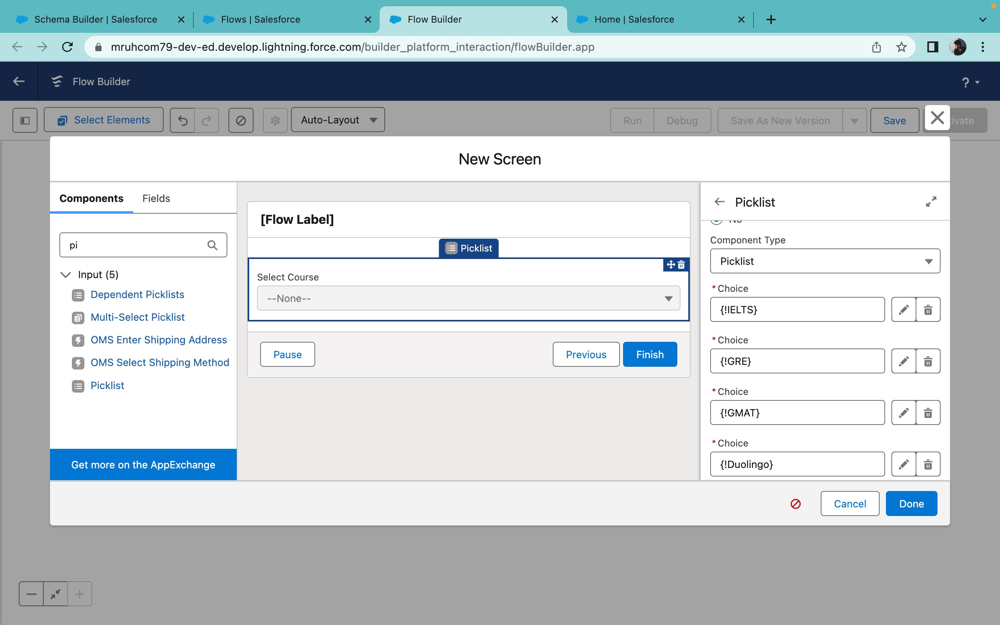 Schema Builder | Salesforce
Flows | Salesforce
Flow Builder
Home | Salesforce
mruhcom79-dev-ed.develop.lightning.force.com/builder_platform_interaction/flowBuilder.app
Flow Builder
?
Select Elements
Auto-Layout
Run
Debug
Save As New Version
Save
ivate
New Screen
Components
Fields
pi
Input (5)
Dependent Picklists
Multi-Select Picklist
OMS Enter Shipping Address
OMS Select Shipping Method
Picklist
Get more on the AppExchange
[Flow Label]
Picklist
Select Course
--None--
Pause
Previous
Finish
Picklist
No
Component Type
Picklist
* Choice
{!IELTS}
* Choice
{!GRE}
* Choice
{!GMAT}
* Choice
{!Duolingo}
Cancel
Done